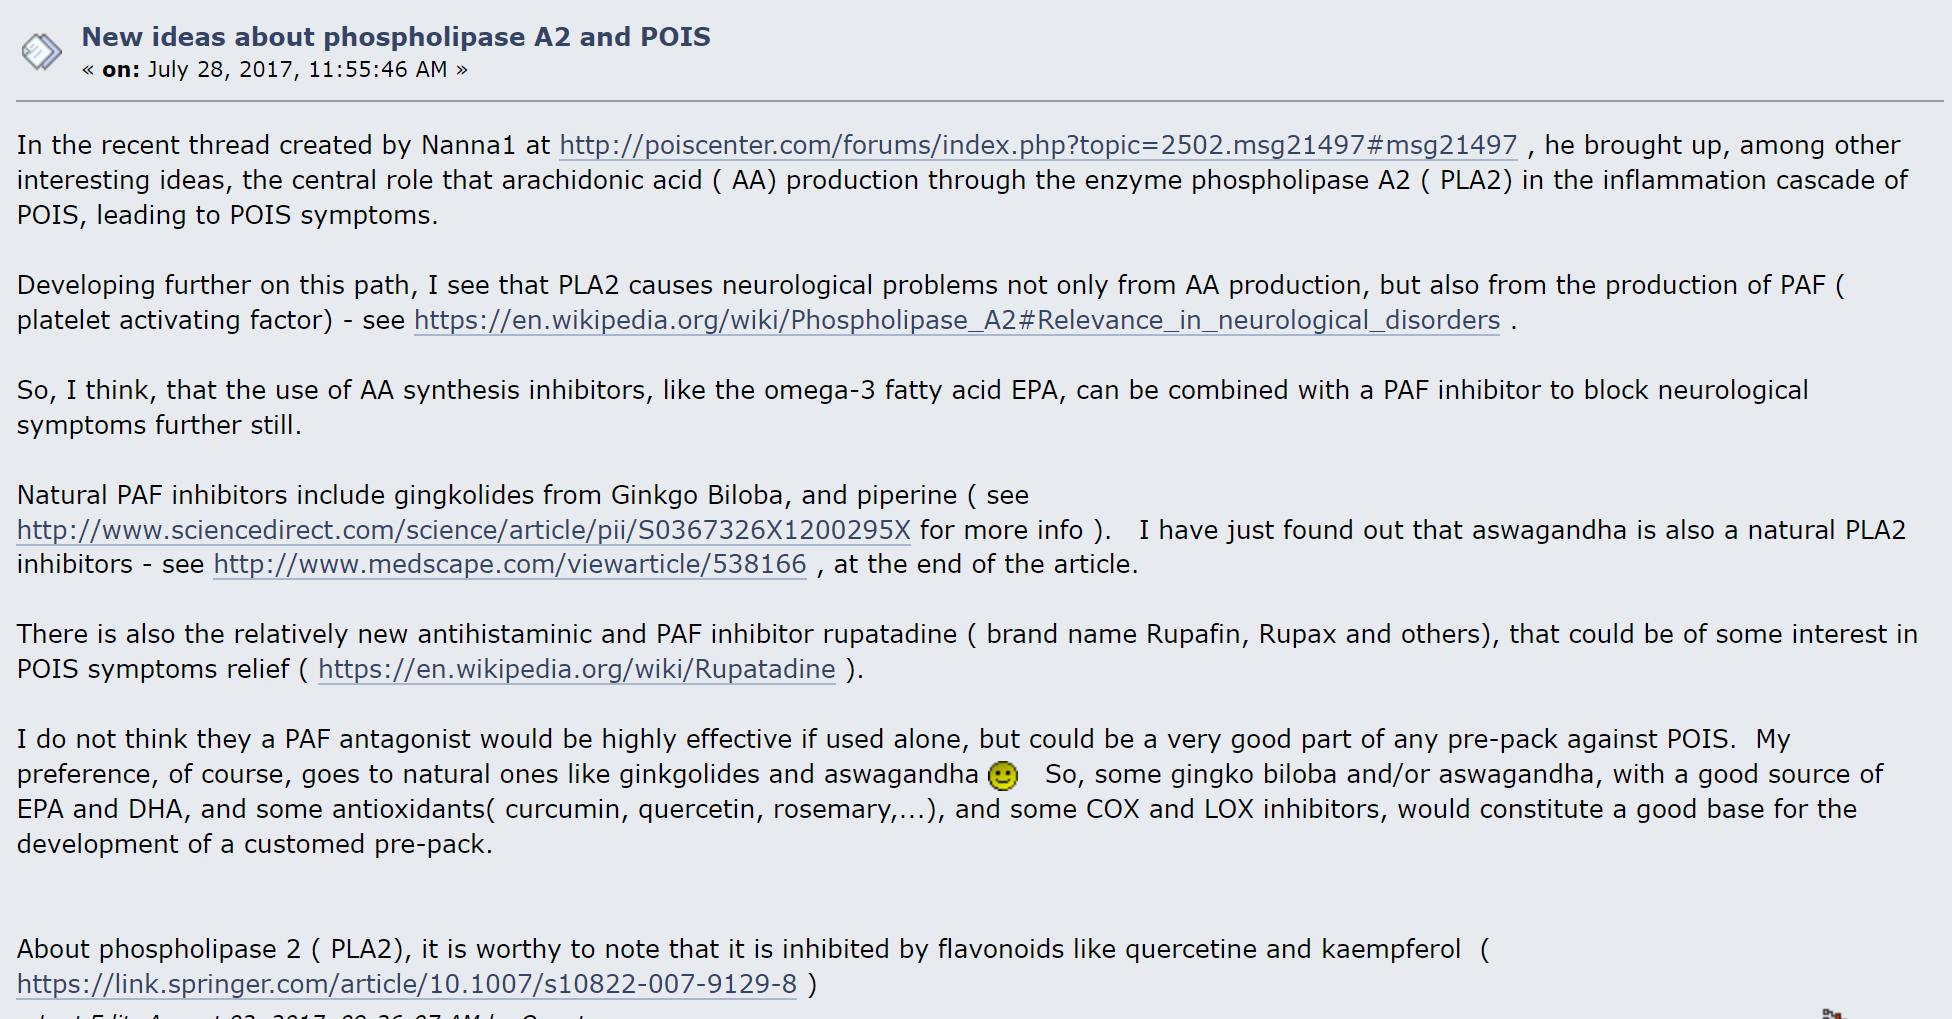 New ideas about phospholipase A2 and POIS
« on: July 28, 2017, 11:55:46 AM »
In the recent thread created by Nanna1 at http://poiscenter.com/forums/index.php?topic=2502.msg21497#msg21497 , he brought up, among other
interesting ideas, the central role that arachidonic acid ( AA) production through the enzyme phospholipase A2 ( PLA2) in the inflammation cascade of
POIS, leading to POIS symptoms.
Developing further on this path, I see that PLA2 causes neurological problems not only from AA production, but also from the production of PAF (
platelet activating factor) - see https://en.wikipedia.org/wiki/Phospholipase_A2#Relevance_in_neurological_disorders .
So, I think, that the use of AA synthesis inhibitors, like the omega-3 fatty acid EPA, can be combined with a PAF inhibitor to block neurological
symptoms further still.
Natural PAF inhibitors include gingkolides from Ginkgo Biloba, and piperine ( see
http://www.sciencedirect.com/science/article/pii/S0367326X1200295X for more info ).   I have just found out that aswagandha is also a natural PLA2
inhibitors - see http://www.medscape.com/viewarticle/538166 , at the end of the article.
There is also the relatively new antihistaminic and PAF inhibitor rupatadine ( brand name Rupafin, Rupax and others), that could be of some interest in
POIS symptoms relief ( https://en.wikipedia.org/wiki/Rupatadine ).
I do not think they a PAF antagonist would be highly effective if used alone, but could be a very good part of any pre-pack against POIS.  My
preference, of course, goes to natural ones like ginkgolides and aswagandha   So, some gingko biloba and/or aswagandha, with a good source of
EPA and DHA, and some antioxidants( curcumin, quercetin, rosemary,...), and some COX and LOX inhibitors, would constitute a good base for the
development of a customed pre-pack.
About phospholipase 2 ( PLA2), it is worthy to note that it is inhibited by flavonoids like quercetine and kaempferol  (
https://link.springer.com/article/10.1007/s10822-007-9129-8 )